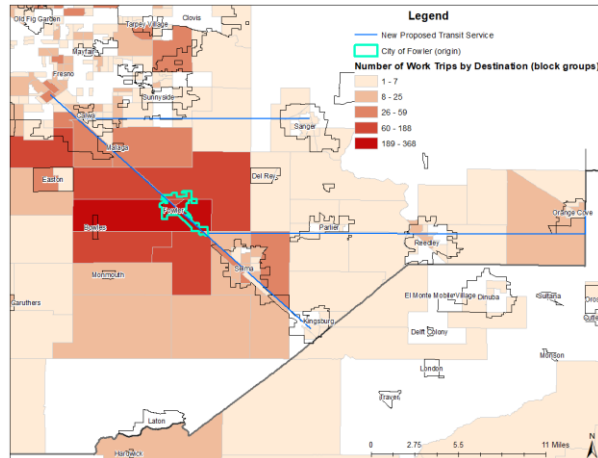 Old Fig Garden
Tarpey Village
Clovis
Mayfair
Fresno
Sunnyside
Calwa
Sanger
Malaga
Easton
Del Rey
Fowler
Bowles
Parlier
Reedley
Orange Cove
Monmouth
Selma
Caruthers
Kingsburg
El Monte Mobile Village
Dinuba
Sultana
Delft Colony
London
Monson
Traver
Laton
Hardwick
Legend
New Proposed Transit Service
City of Fowler (origin)
Number of Work Trips by Destination (block groups)
1 - 7
8 - 25
26 - 59
60 - 188
189 - 368
0 2.75 5.5 11 Miles
N